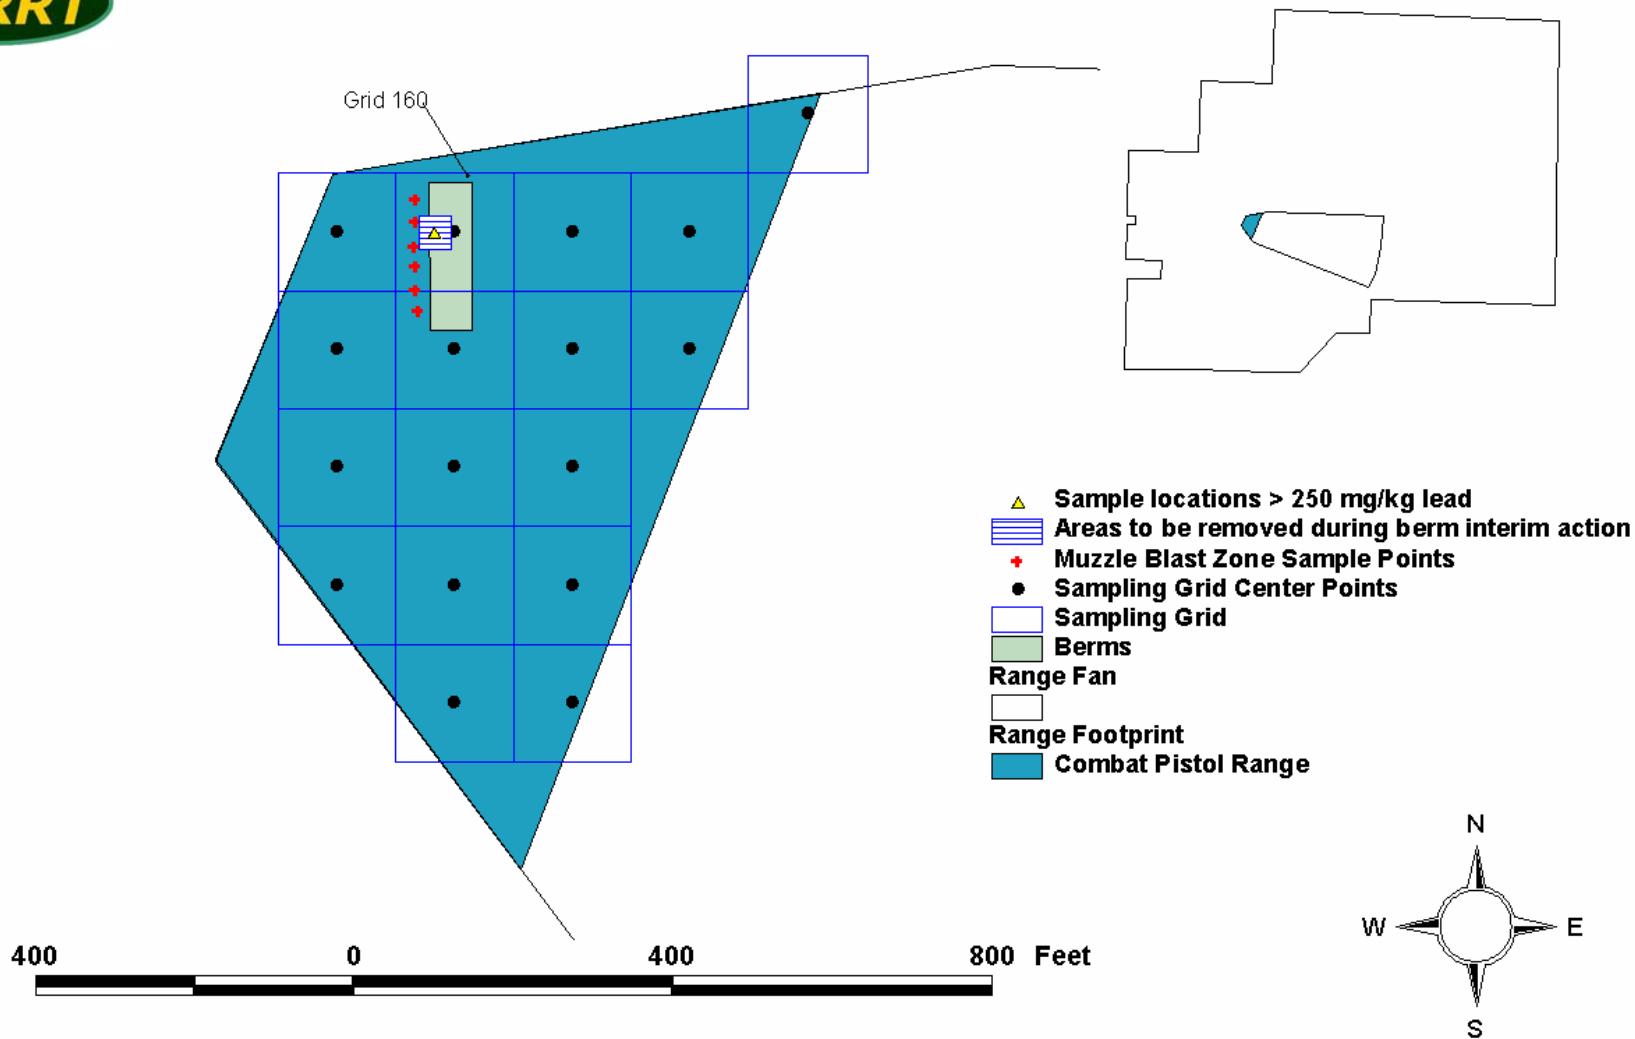 Grid 160
Sample locations > 250 mg/kg lead
Areas to be removed during berm interim action
Muzzle Blast Zone Sample Points
Sampling Grid Center Points
Sampling Grid
Berms
Range Fan
Range Footprint
Combat Pistol Range
N
W E
S
400 0 400 800 Feet